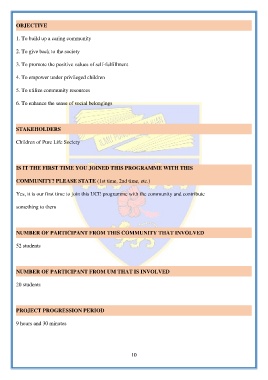 OBJECTIVE
1. To build up a caring community
2. To give back to the society
3. To promote the positive values of self-fulfillment
4. To empower under privileged children
5. To utilize community resources
6. To enhance the sense of social belongings
STAKEHOLDERS
Children of Pure Life Society
IS IT THE FIRST TIME YOU JOINED THIS PROGRAMME WITH THIS
COMMUNITY? PLEASE STATE (1st time, 2nd time, etc.)
Yes, it is our first time to join this UCD programme with the community and contribute
something to them
NUMBER OF PARTICIPANT FROM THIS COMMUNITY THAT INVOLVED
52 students
NUMBER OF PARTICIPANT FROM UM THAT IS INVOLVED
20 students
PROJECT PROGRESSION PERIOD
9 hours and 30 minutes
10